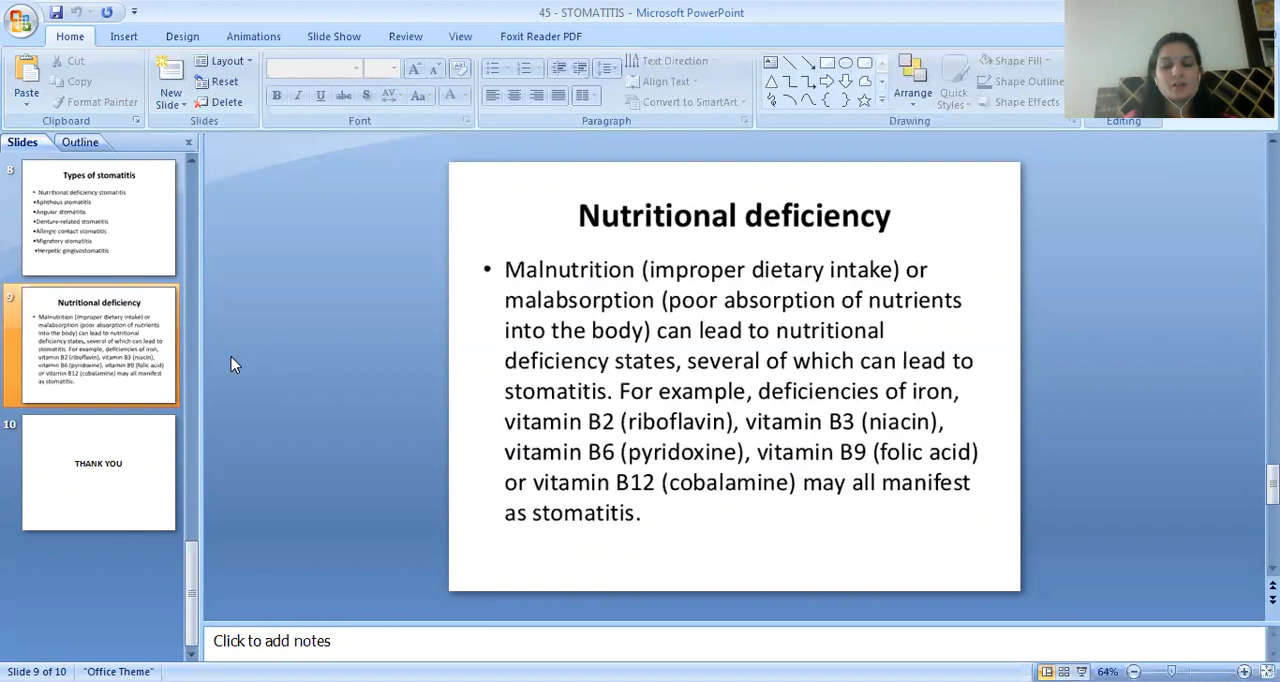 45 - STOMATITIS - Microsoft PowerPoint
Home Insert Design Animations Slide Show Review View Foxit Reader PDF
Paste
Cut
Copy
Format Painter
Clipboard
New
Slide
Layout
Reset
Delete
Slides
B I U abc S AV Aa A
Font
Text Direction
Align Text
Convert to SmartArt
Paragraph
Arrange
Quick
Styles
Shape Fill
Shape Outline
Shape Effects
Drawing
Editing
Slides Outline
8
Types of stomatitis
• Nutritional deficiency stomatitis
•Aphthous stomatitis
•Angular stomatitis
•Denture-related stomatitis
•Allergic contact stomatitis
•Migratory stomatitis
•Herpetic gingivostomatitis
9
Nutritional deficiency
• Malnutrition (improper dietary intake) or
malabsorption (poor absorption of nutrients
into the body) can lead to nutritional
deficiency states, several of which can lead to
stomatitis. For example, deficiencies of iron,
vitamin B2 (riboflavin), vitamin B3 (niacin),
vitamin B6 (pyridoxine), vitamin B9 (folic acid)
or vitamin B12 (cobalamine) may all manifest
as stomatitis.
10
THANK YOU
Nutritional deficiency
• Malnutrition (improper dietary intake) or
malabsorption (poor absorption of nutrients
into the body) can lead to nutritional
deficiency states, several of which can lead to
stomatitis. For example, deficiencies of iron,
vitamin B2 (riboflavin), vitamin B3 (niacin),
vitamin B6 (pyridoxine), vitamin B9 (folic acid)
or vitamin B12 (cobalamine) may all manifest
as stomatitis.
Click to add notes
Slide 9 of 10 "Office Theme" 64%